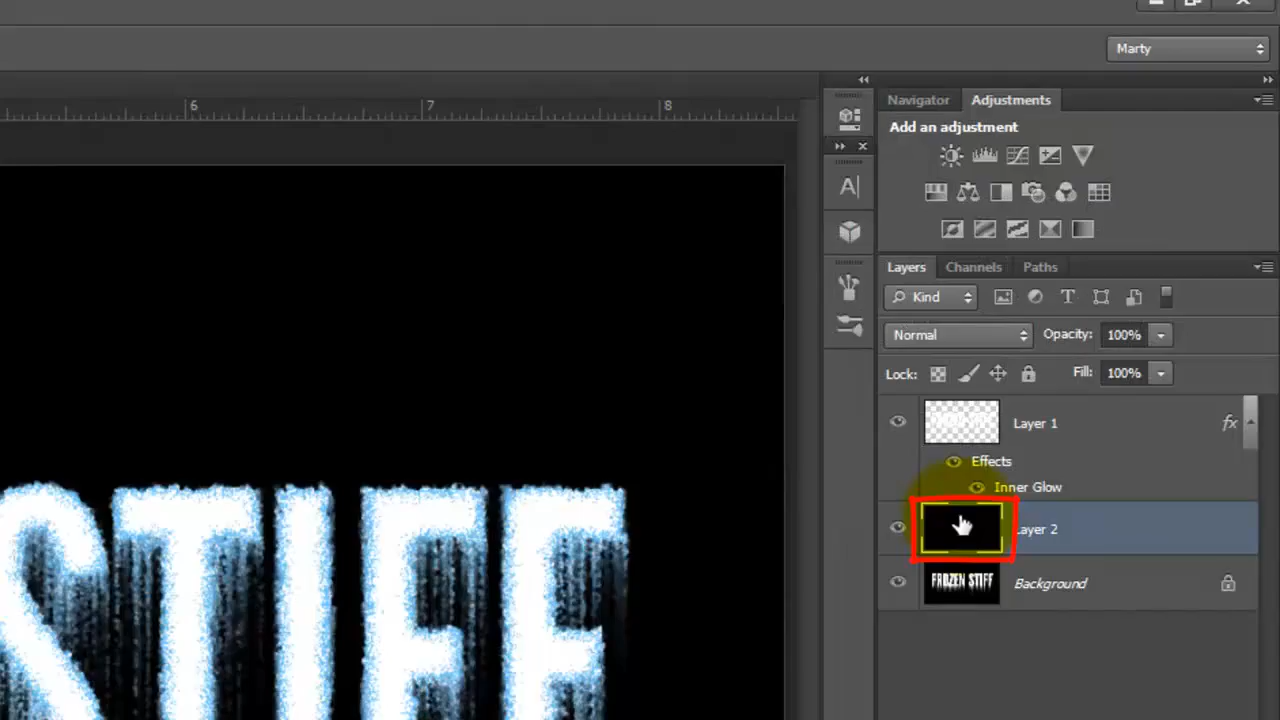 Marty
6 7 8
Navigator Adjustments
Add an adjustment
A
Layers Channels Paths
Kind T
Normal Opacity: 100%
Lock: Fill: 100%
Layer 1 fx
Effects
Inner Glow
Layer 2
FROZEN STIFF Background
STIFF